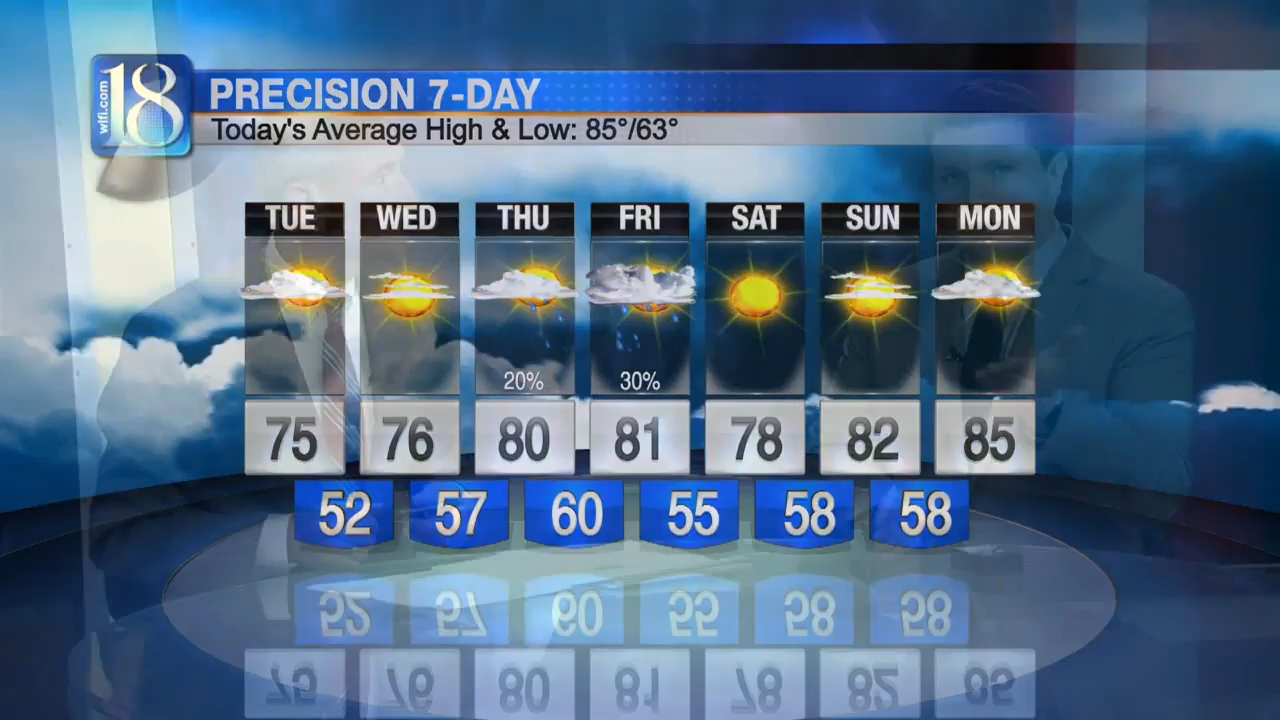 wlfi.com
18
PRECISION 7-DAY
Today's Average High & Low: 85°/63°
TUE WED THU FRI SAT SUN MON
20% 30%
75 76 80 81 78 82 85
52 57 60 55 58 58